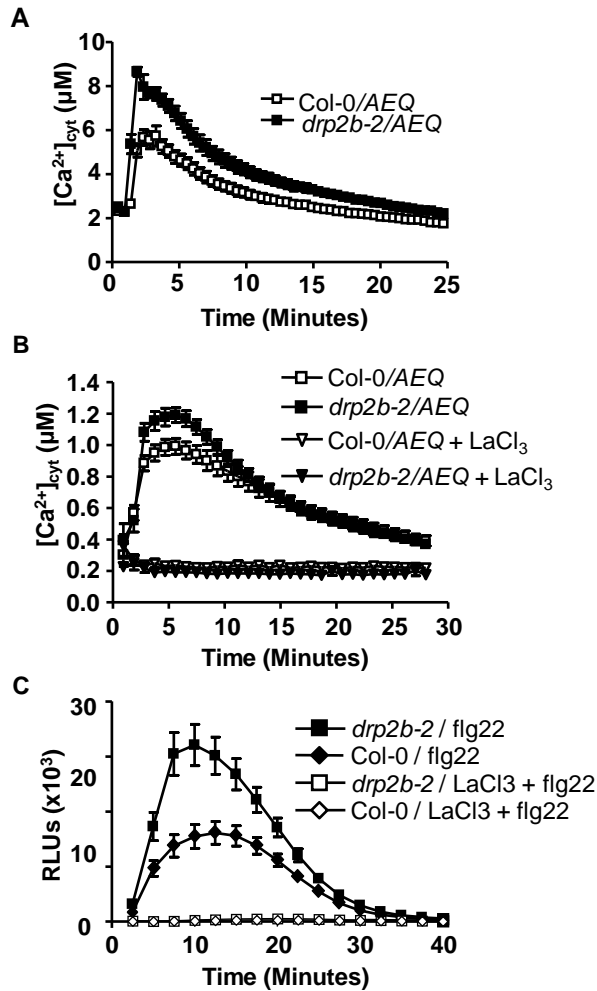 A
[Ca²⁺]cyt (µM)
10
8
6
4
2
0
Col-0/AEQ
drp2b-2/AEQ
0 5 10 15 20 25
Time (Minutes)
B
[Ca²⁺]cyt (µM)
1.4
1.2
1.0
0.8
0.6
0.4
0.2
0.0
Col-0/AEQ
drp2b-2/AEQ
Col-0/AEQ + LaCl₃
drp2b-2/AEQ + LaCl₃
0 5 10 15 20 25 30
Time (Minutes)
C
RLUs (x10³)
30
20
10
0
drp2b-2 / flg22
Col-0 / flg22
drp2b-2 / LaCl3 + flg22
Col-0 / LaCl3 + flg22
0 10 20 30 40
Time (Minutes)